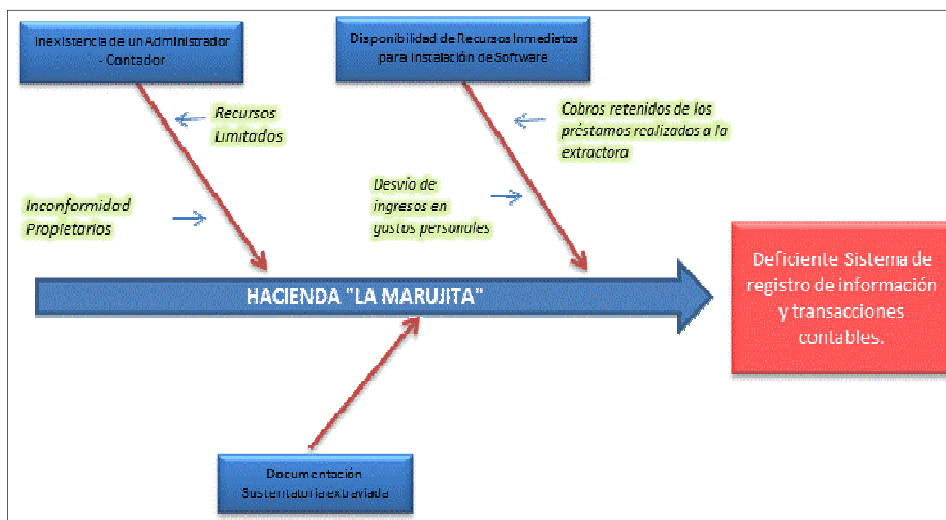 Inexistencia de un Administrador
- Contador
Disponibilidad de Recursos Inmediatos
para Instalación de Software
Recursos
Limitados
Cobros retenidos de los
préstamos realizados a la
extractora
Inconformidad
Propietarios
Desvío de
ingresos en
gustos personales
HACIENDA "LA MARUJITA"
Deficiente Sistema de
registro de información
y transacciones
contables.
Documentación
Sustentatoria extraviada